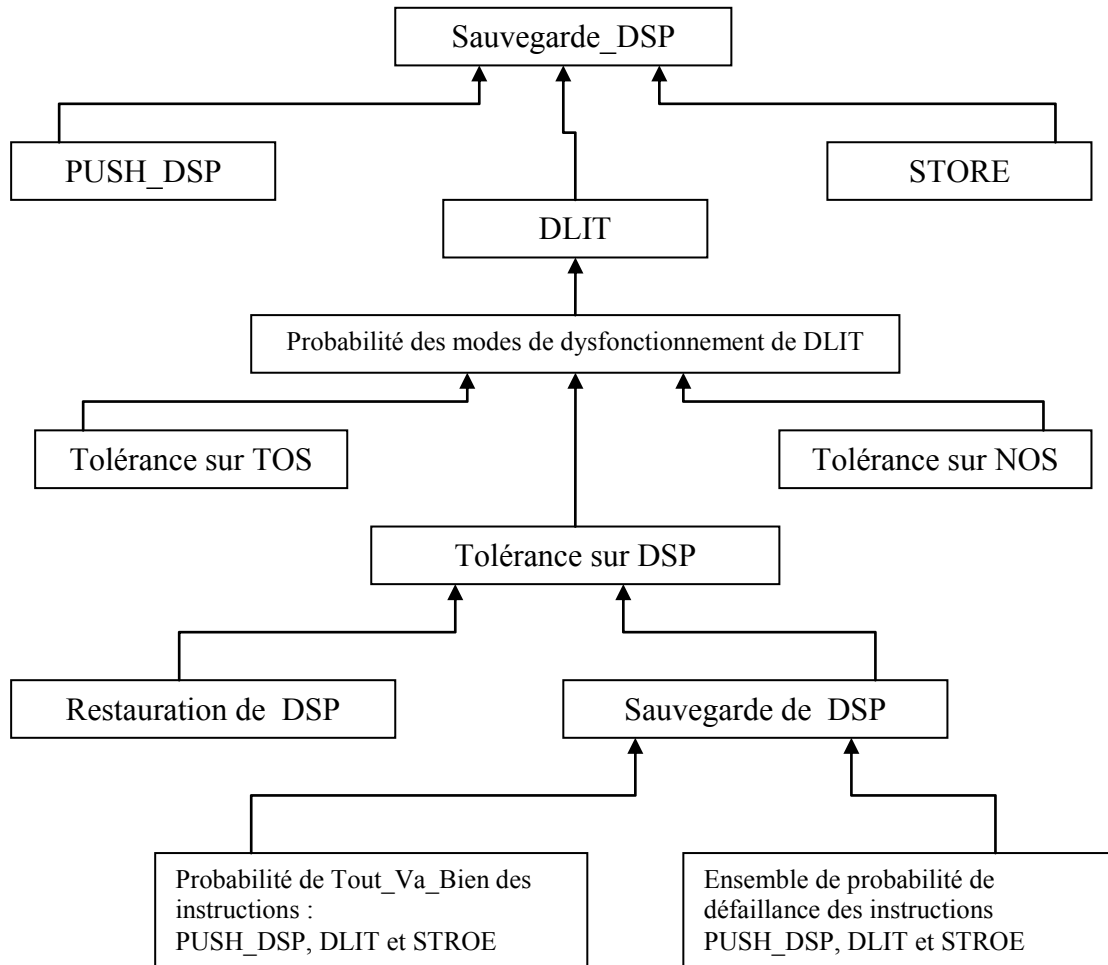 Sauvegarde_DSP
PUSH_DSP
STORE
DLIT
Probabilité des modes de dysfonctionnement de DLIT
Tolérance sur TOS
Tolérance sur NOS
Tolérance sur DSP
Restauration de DSP
Sauvegarde de DSP
Probabilité de Tout_Va_Bien des
instructions :
PUSH_DSP, DLIT et STROE
Ensemble de probabilité de
défaillance des instructions
PUSH_DSP, DLIT et STROE